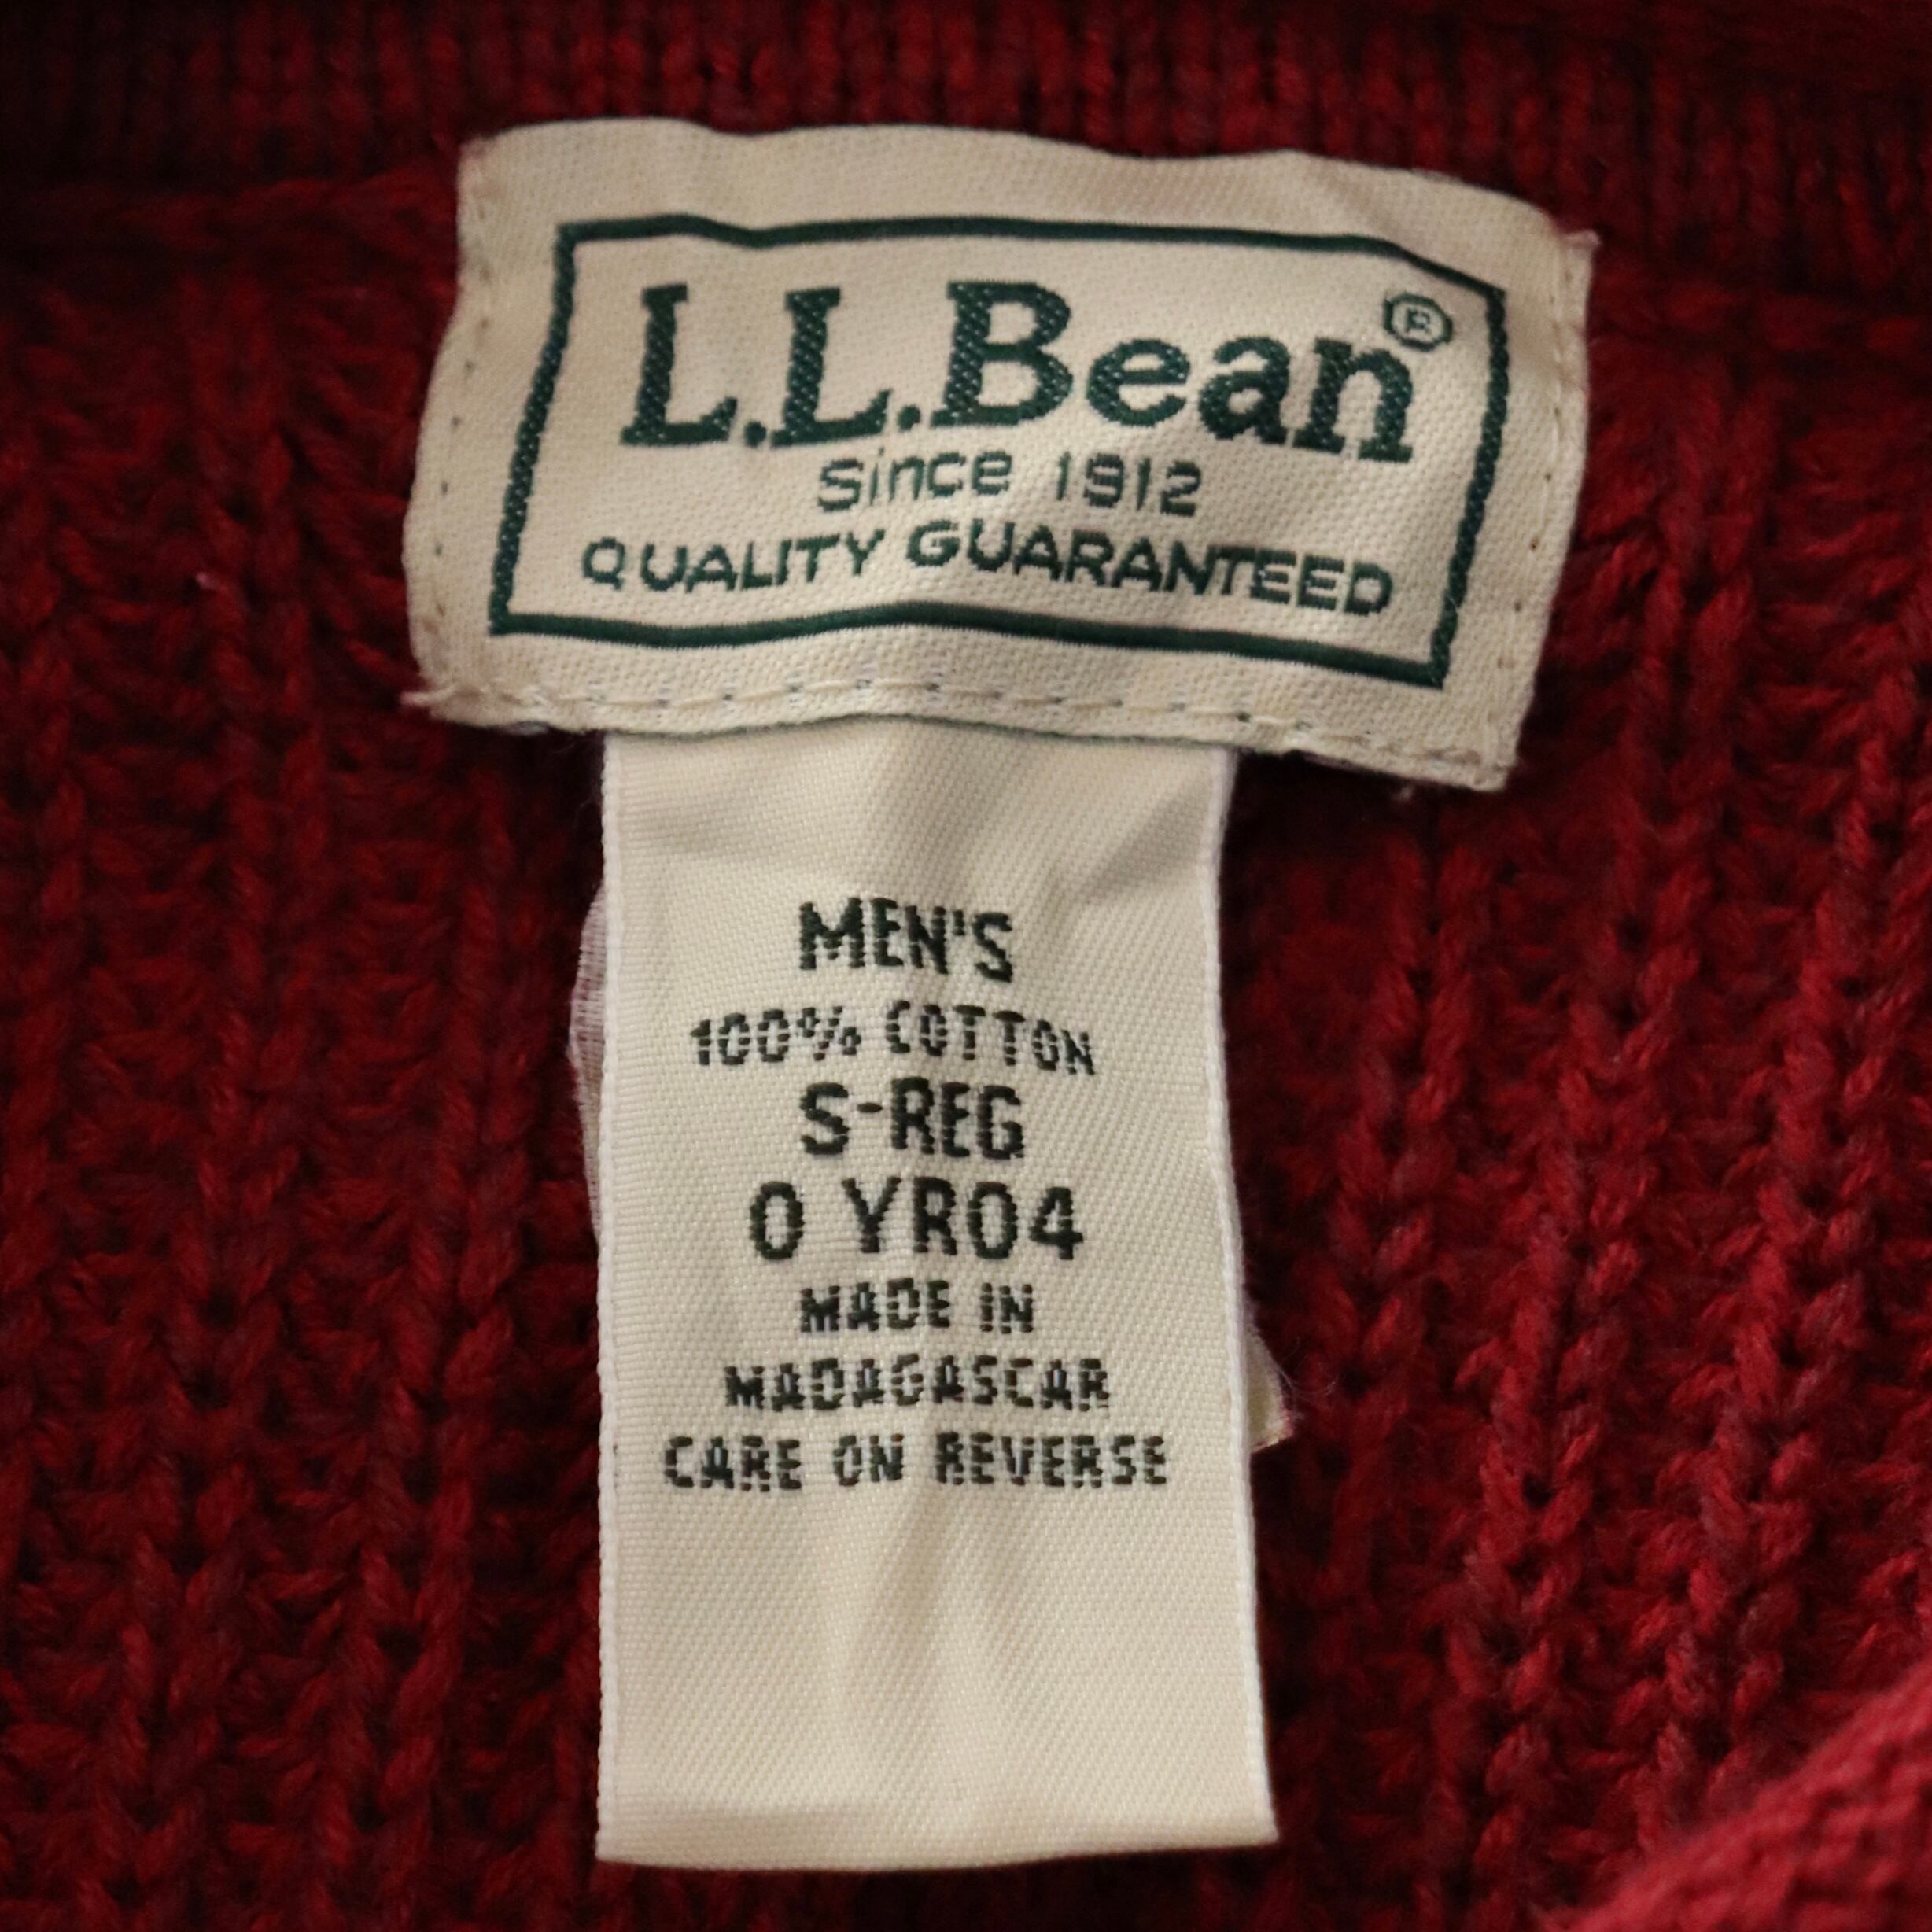 L.L.Bean®
Since 1912
QUALITY GUARANTEED
MEN'S
100% COTTON
S-REG
0 YR04
MADE IN
MADAGASCAR
CARE ON REVERSE